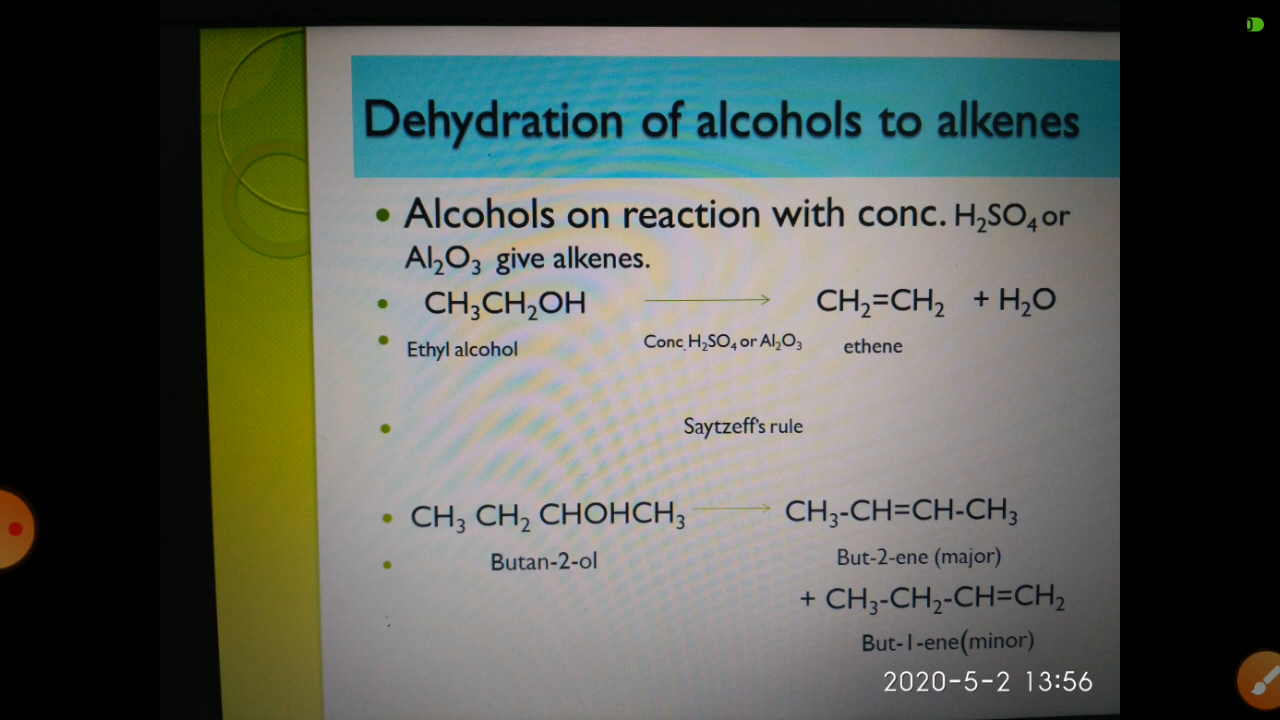 Dehydration of alcohols to alkenes
• Alcohols on reaction with conc. H₂SO₄ or
Al₂O₃ give alkenes.
• CH₃CH₂OH ⟶ CH₂=CH₂ + H₂O
• Ethyl alcohol Conc. H₂SO₄ or Al₂O₃ ethene
• Saytzeff's rule
• CH₃ CH₂ CHOHCH₃ ⟶ CH₃-CH=CH-CH₃
• Butan-2-ol But-2-ene (major)
+ CH₃-CH₂-CH=CH₂
But-1-ene(minor)
2020-5-2 13:56